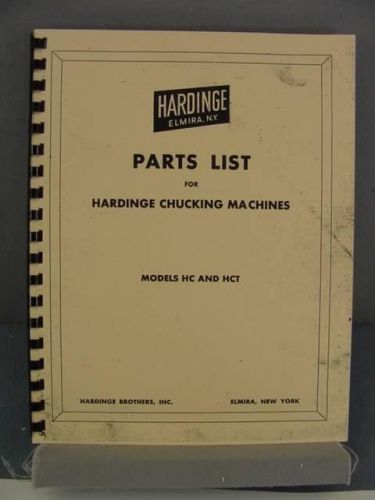 HARDINGE
ELMIRA, N.Y.
PARTS LIST
FOR
HARDINGE CHUCKING MACHINES
MODELS HC AND HCT
HARDINGE BROTHERS, INC. ELMIRA, NEW YORK